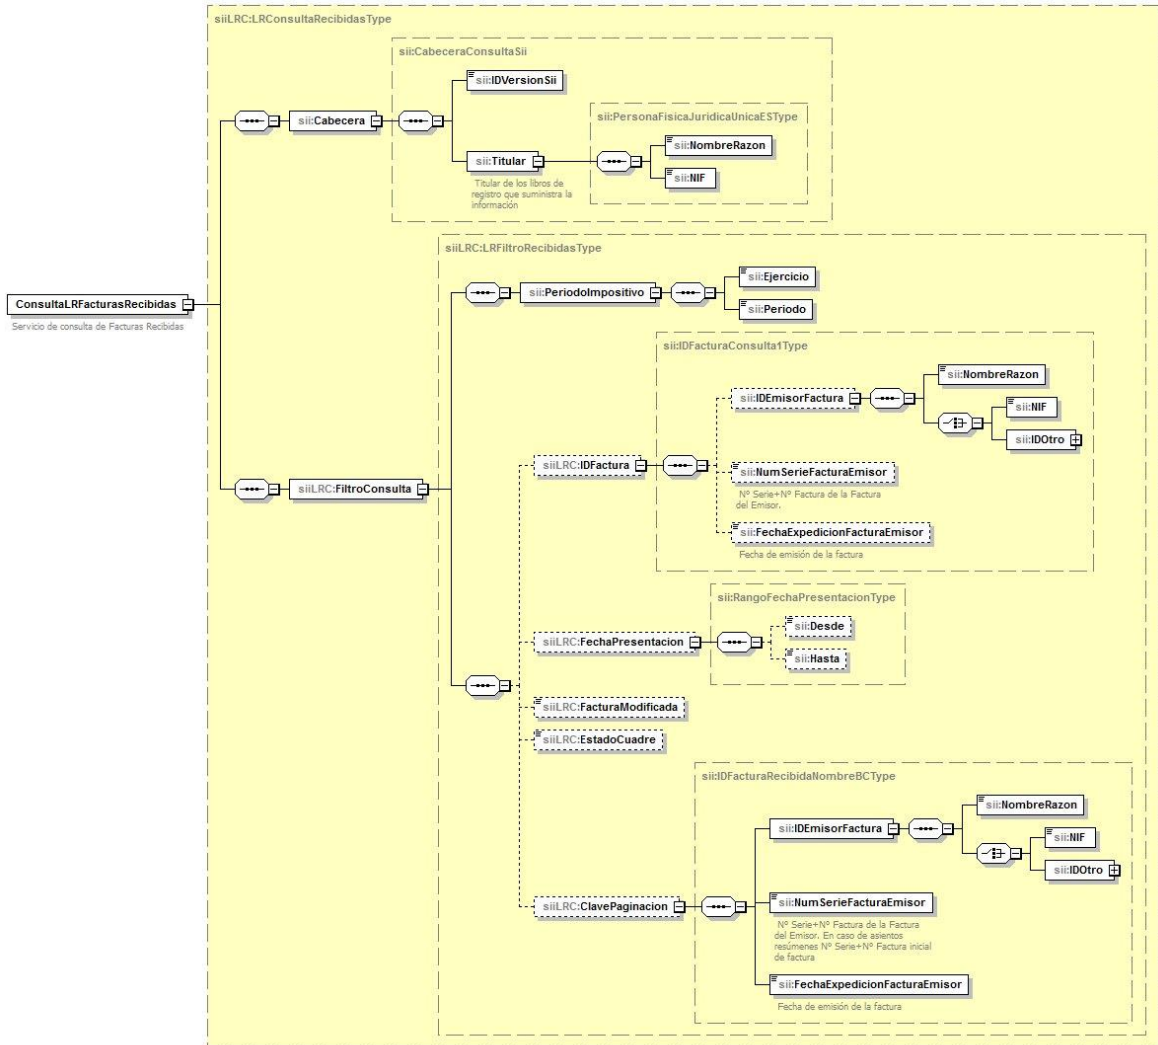 siiLRC:LRConsultaRecibidasType
sii:CabeceraConsultaSii
sii:IDVersionSii
sii:Cabecera
sii:PersonaFisicaJuridicaUnicaESType
sii:NombreRazon
sii:Titular
sii:NIF
Titular de los libros de
registro que suministra la
información
siiLRC:LRFiltroRecibidasType
sii:Ejercicio
sii:PeriodoImpositivo
sii:Periodo
ConsultaLRFacturasRecibidas
Servicio de consulta de Facturas Recibidas
sii:IDFacturaConsulta1Type
sii:NombreRazon
sii:IDEmisorFactura
sii:NIF
sii:IDOtro
siiLRC:IDFactura
sii:NumSerieFacturaEmisor
Nº Serie+Nº Factura de la Factura
del Emisor.
siiLRC:FiltroConsulta
sii:FechaExpedicionFacturaEmisor
Fecha de emisión de la factura
sii:RangoFechaPresentacionType
sii:Desde
siiLRC:FechaPresentacion
sii:Hasta
siiLRC:FacturaModificada
siiLRC:EstadoCuadre
sii:IDFacturaRecibidaNombreBCType
sii:NombreRazon
sii:IDEmisorFactura
sii:NIF
sii:IDOtro
siiLRC:ClavePaginacion
sii:NumSerieFacturaEmisor
Nº Serie+Nº Factura de la Factura
del Emisor. En caso de asientos
resúmenes Nº Serie+Nº Factura inicial
de factura
sii:FechaExpedicionFacturaEmisor
Fecha de emisión de la factura